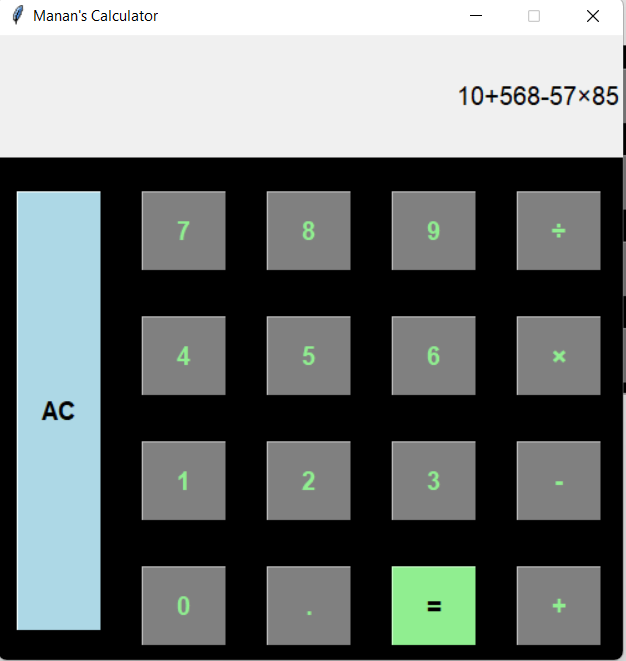 Manan's Calculator
10+568-57×85
7 8 9 ÷
4 5 6 ×
AC
1 2 3 -
0 . = +